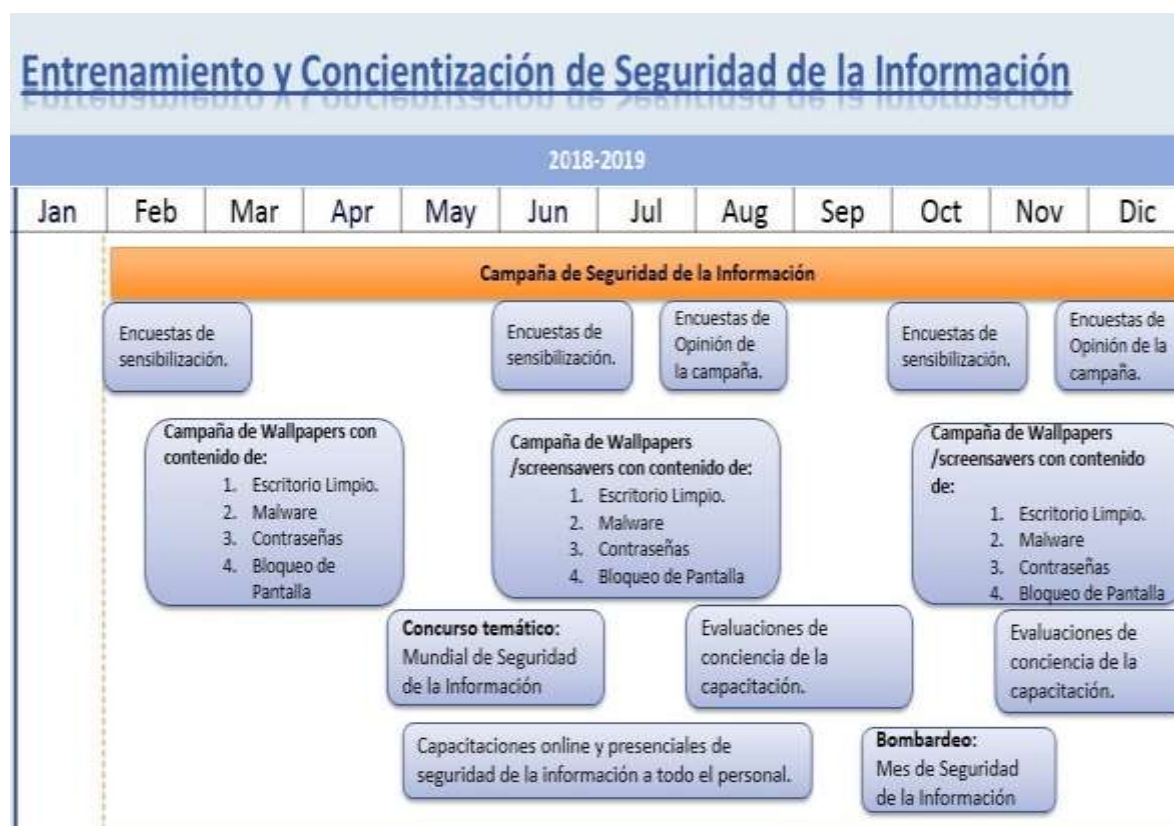 Entrenamiento y Concientización de Seguridad de la Información
2018-2019
Jan Feb Mar Apr May Jun Jul Aug Sep Oct Nov Dic
Campaña de Seguridad de la Información
Encuestas de
sensibilización.
Encuestas de
sensibilización.
Encuestas de
Opinión de
la campaña.
Encuestas de
sensibilización.
Encuestas de
Opinión de la
campaña.
Campaña de Wallpapers con
contenido de:
1. Escritorio Limpio.
2. Malware
3. Contraseñas
4. Bloqueo de
Pantalla
Campaña de Wallpapers
/screensavers con contenido de:
1. Escritorio Limpio.
2. Malware
3. Contraseñas
4. Bloqueo de Pantalla
Campaña de Wallpapers
/screensavers con contenido
de:
1. Escritorio Limpio.
2. Malware
3. Contraseñas
4. Bloqueo de Pantalla
Concurso temático:
Mundial de Seguridad
de la Información
Evaluaciones de
conciencia de la
capacitación.
Evaluaciones de
conciencia de la
capacitación.
Capacitaciones online y presenciales de
seguridad de la información a todo el personal.
Bombardeo:
Mes de Seguridad
de la Información